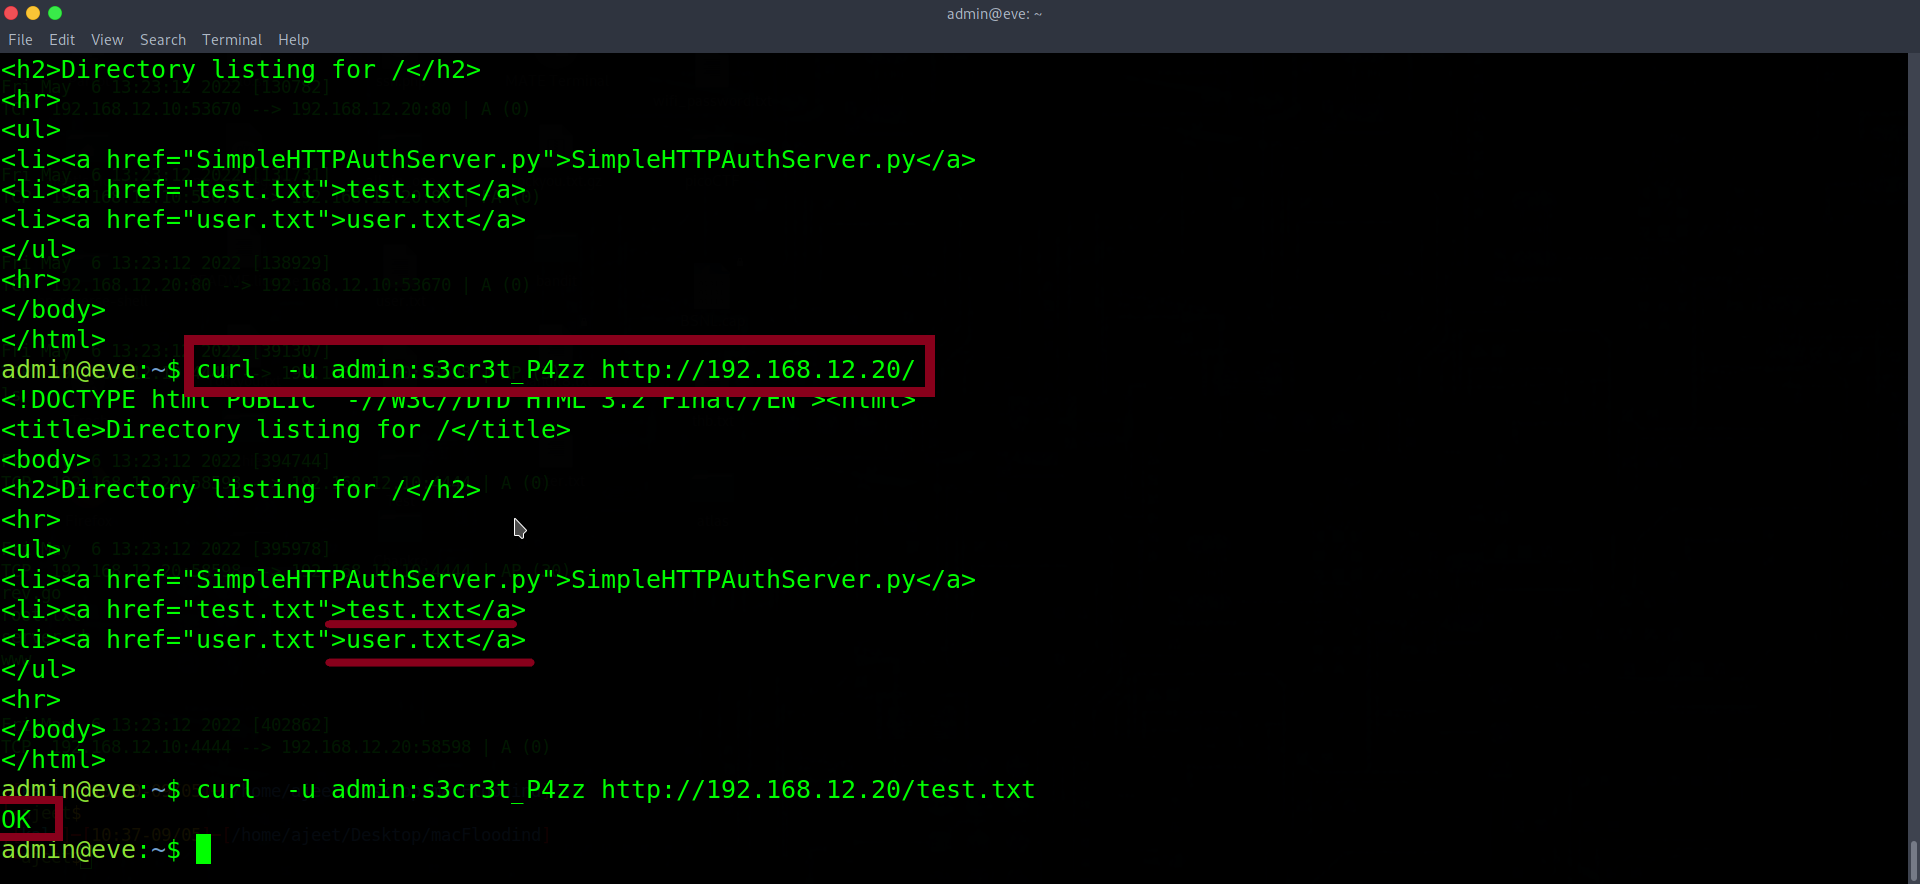 admin@eve: ~
File Edit View Search Terminal Help
<h2>Directory listing for /</h2>
<hr>
<ul>
<li><a href="SimpleHTTPAuthServer.py">SimpleHTTPAuthServer.py</a>
<li><a href="test.txt">test.txt</a>
<li><a href="user.txt">user.txt</a>
</ul>
<hr>
</body>
</html>
admin@eve:~$ curl  -u admin:s3cr3t_P4zz http://192.168.12.20/
<!DOCTYPE html PUBLIC "-//W3C//DTD HTML 3.2 Final//EN"><html>
<title>Directory listing for /</title>
<body>
<h2>Directory listing for /</h2>
<hr>
<ul>
<li><a href="SimpleHTTPAuthServer.py">SimpleHTTPAuthServer.py</a>
<li><a href="test.txt">test.txt</a>
<li><a href="user.txt">user.txt</a>
</ul>
<hr>
</body>
</html>
admin@eve:~$ curl  -u admin:s3cr3t_P4zz http://192.168.12.20/test.txt
OK
admin@eve:~$